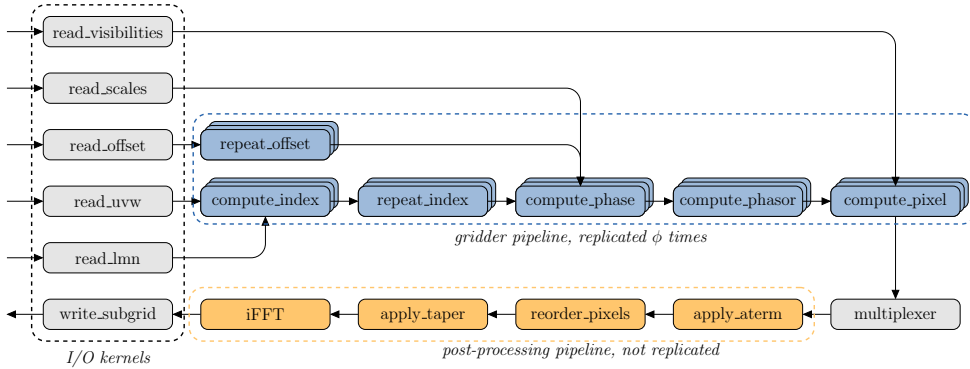 read_visibilities
read_scales
read_offset
repeat_offset
read_uvw
compute_index
repeat_index
compute_phase
compute_phasor
compute_pixel
gridder pipeline, replicated ϕ times
read_lmn
write_subgrid
iFFT
apply_taper
reorder_pixels
apply_aterm
multiplexer
I/O kernels
post-processing pipeline, not replicated